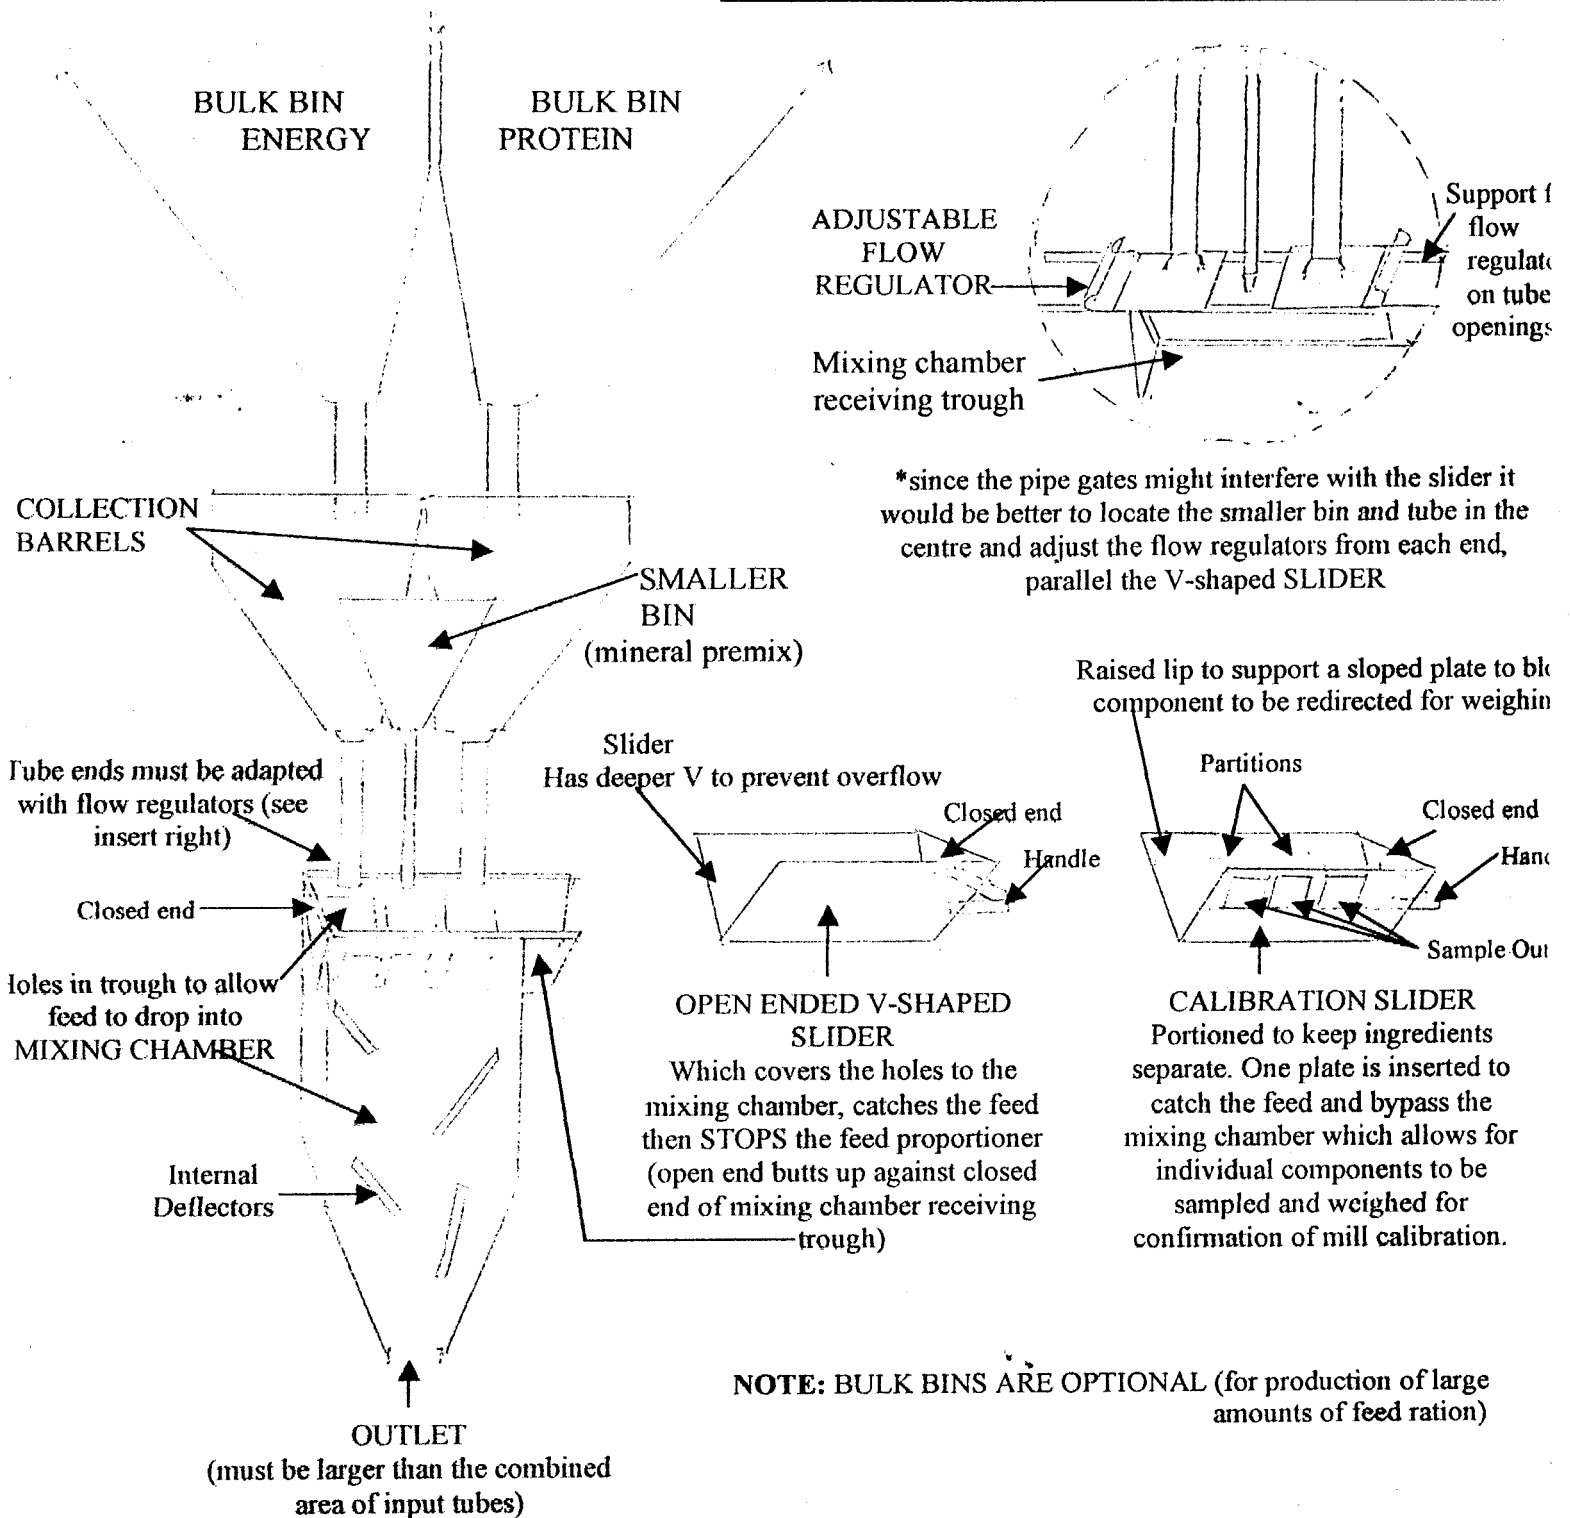 BULK BIN
ENERGY
BULK BIN
PROTEIN
ADJUSTABLE
FLOW
REGULATOR
Support f
flow
regulat
on tube
openings
Mixing chamber
receiving trough
*since the pipe gates might interfere with the slider it
would be better to locate the smaller bin and tube in the
centre and adjust the flow regulators from each end,
parallel the V-shaped SLIDER
COLLECTION
BARRELS
SMALLER
BIN
(mineral premix)
Raised lip to support a sloped plate to blo
component to be redirected for weighin
Tube ends must be adapted
with flow regulators (see
insert right)
Slider
Has deeper V to prevent overflow
Closed end
Handle
Partitions
Closed end
Hand
Sample Out
Closed end
Holes in trough to allow
feed to drop into
MIXING CHAMBER
Internal
Deflectors
OPEN ENDED V-SHAPED
SLIDER
Which covers the holes to the
mixing chamber, catches the feed
then STOPS the feed proportioner
(open end butts up against closed
end of mixing chamber receiving
trough)
CALIBRATION SLIDER
Portioned to keep ingredients
separate. One plate is inserted to
catch the feed and bypass the
mixing chamber which allows for
individual components to be
sampled and weighed for
confirmation of mill calibration.
NOTE: BULK BINS ARE OPTIONAL (for production of large
amounts of feed ration)
OUTLET
(must be larger than the combined
area of input tubes)